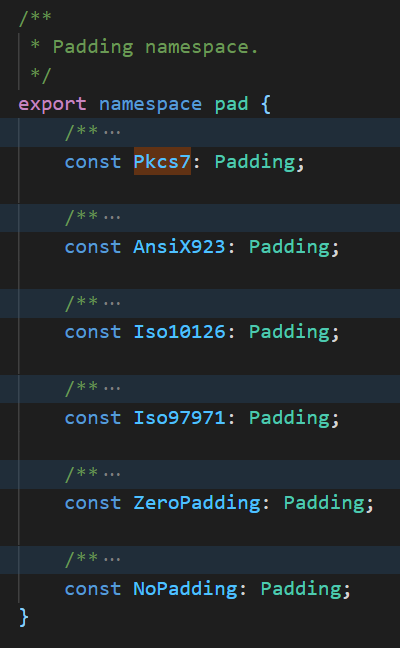 /**
 * Padding namespace.
 */
export namespace pad {
    /**···
    const Pkcs7: Padding;
    /**···
    const AnsiX923: Padding;
    /**···
    const Iso10126: Padding;
    /**···
    const Iso97971: Padding;
    /**···
    const ZeroPadding: Padding;
    /**···
    const NoPadding: Padding;
}